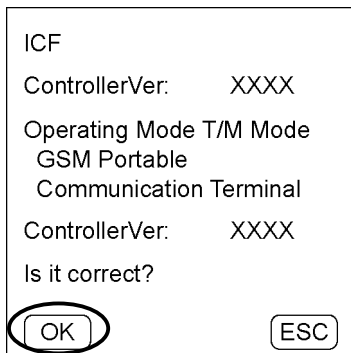 ICF
ControllerVer: XXXX
Operating Mode T/M Mode
GSM Portable
Communication Terminal
ControllerVer: XXXX
Is it correct?
OK ESC